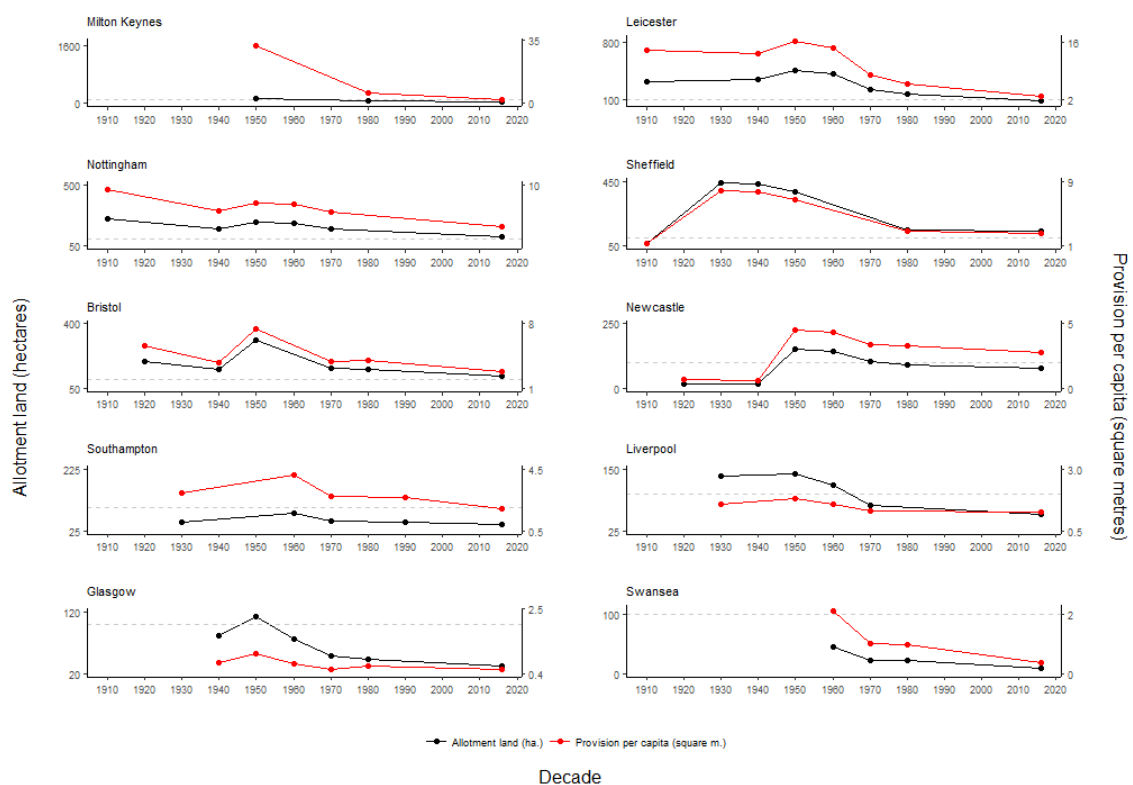 Milton Keynes
1600
0
35
0
1910 1920 1930 1940 1950 1960 1970 1980 1990 2000 2010 2020
Leicester
800
100
16
2
1910 1920 1930 1940 1950 1960 1970 1980 1990 2000 2010 2020
Nottingham
500
50
10
1910 1920 1930 1940 1950 1960 1970 1980 1990 2000 2010 2020
Sheffield
450
50
9
1
1910 1920 1930 1940 1950 1960 1970 1980 1990 2000 2010 2020
Bristol
400
50
8
1
1910 1920 1930 1940 1950 1960 1970 1980 1990 2000 2010 2020
Newcastle
250
0
5
0
1910 1920 1930 1940 1950 1960 1970 1980 1990 2000 2010 2020
Southampton
225
25
4.5
0.5
1910 1920 1930 1940 1950 1960 1970 1980 1990 2000 2010 2020
Liverpool
150
25
3.0
0.5
1910 1920 1930 1940 1950 1960 1970 1980 1990 2000 2010 2020
Glasgow
120
20
2.5
0.4
1910 1920 1930 1940 1950 1960 1970 1980 1990 2000 2010 2020
Swansea
100
0
2
0
1910 1920 1930 1940 1950 1960 1970 1980 1990 2000 2010 2020
Allotment land (hectares)
Provision per capita (square metres)
Allotment land (ha.) Provision per capita (square m.)
Decade